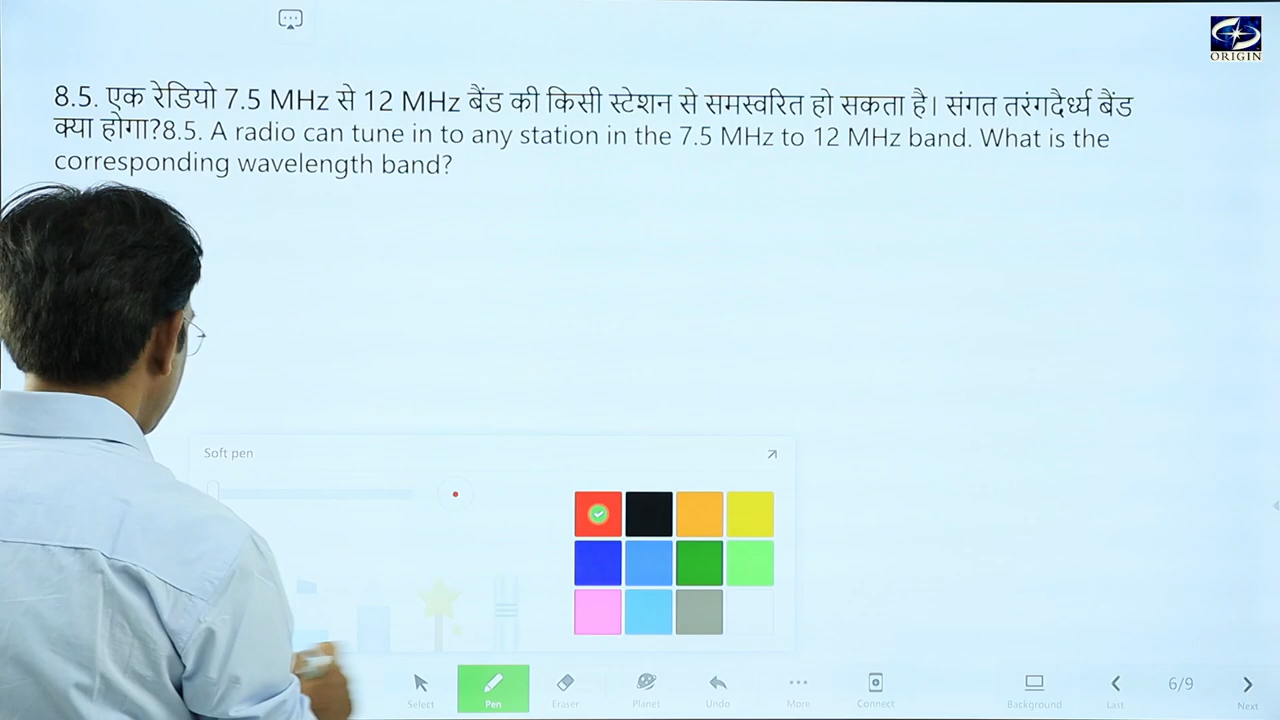 ORIGIN
8.5. एक रेडियो 7.5 MHz से 12 MHz बैंड की किसी स्टेशन से समस्वरित हो सकता है। संगत तरंगदैर्ध्य बैंड
क्या होगा?8.5. A radio can tune in to any station in the 7.5 MHz to 12 MHz band. What is the
corresponding wavelength band?
Soft pen
Select Pen Eraser Planet Undo More Connect Background Last 6/9 Next